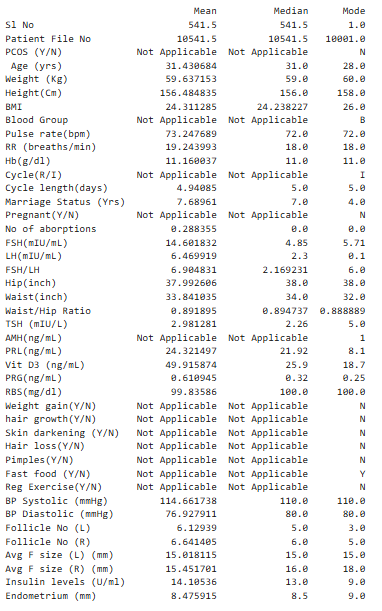 Mean Median Mode
Sl No 541.5 541.5 1.0
Patient File No 10541.5 10541.5 10001.0
PCOS (Y/N) Not Applicable Not Applicable N
Age (yrs) 31.430684 31.0 28.0
Weight (Kg) 59.637153 59.0 60.0
Height(Cm) 156.484835 156.0 158.0
BMI 24.311285 24.238227 26.0
Blood Group Not Applicable Not Applicable B
Pulse rate(bpm) 73.247689 72.0 72.0
RR (breaths/min) 19.243993 18.0 18.0
Hb(g/dl) 11.160037 11.0 11.0
Cycle(R/I) Not Applicable Not Applicable I
Cycle length(days) 4.94085 5.0 5.0
Marriage Status (Yrs) 7.68961 7.0 4.0
Pregnant(Y/N) Not Applicable Not Applicable N
No of aborptions 0.288355 0.0 0.0
FSH(mIU/mL) 14.601832 4.85 5.71
LH(mIU/mL) 6.469919 2.3 0.1
FSH/LH 6.904831 2.169231 6.0
Hip(inch) 37.992606 38.0 38.0
Waist(inch) 33.841035 34.0 32.0
Waist/Hip Ratio 0.891895 0.894737 0.888889
TSH (mIU/L) 2.981281 2.26 5.0
AMH(ng/mL) Not Applicable Not Applicable 1
PRL(ng/mL) 24.321497 21.92 8.1
Vit D3 (ng/mL) 49.915874 25.9 18.7
PRG(ng/mL) 0.610945 0.32 0.25
RBS(mg/dl) 99.83586 100.0 100.0
Weight gain(Y/N) Not Applicable Not Applicable N
hair growth(Y/N) Not Applicable Not Applicable N
Skin darkening (Y/N) Not Applicable Not Applicable N
Hair loss(Y/N) Not Applicable Not Applicable N
Pimples(Y/N) Not Applicable Not Applicable N
Fast food (Y/N) Not Applicable Not Applicable Y
Reg Exercise(Y/N) Not Applicable Not Applicable N
BP Systolic (mmHg) 114.661738 110.0 110.0
BP Diastolic (mmHg) 76.927911 80.0 80.0
Follicle No (L) 6.12939 5.0 3.0
Follicle No (R) 6.641405 6.0 5.0
Avg F size (L) (mm) 15.018115 15.0 15.0
Avg F size (R) (mm) 15.451701 16.0 18.0
Insulin levels (U/ml) 14.10536 13.0 9.0
Endometrium (mm) 8.475915 8.5 9.0